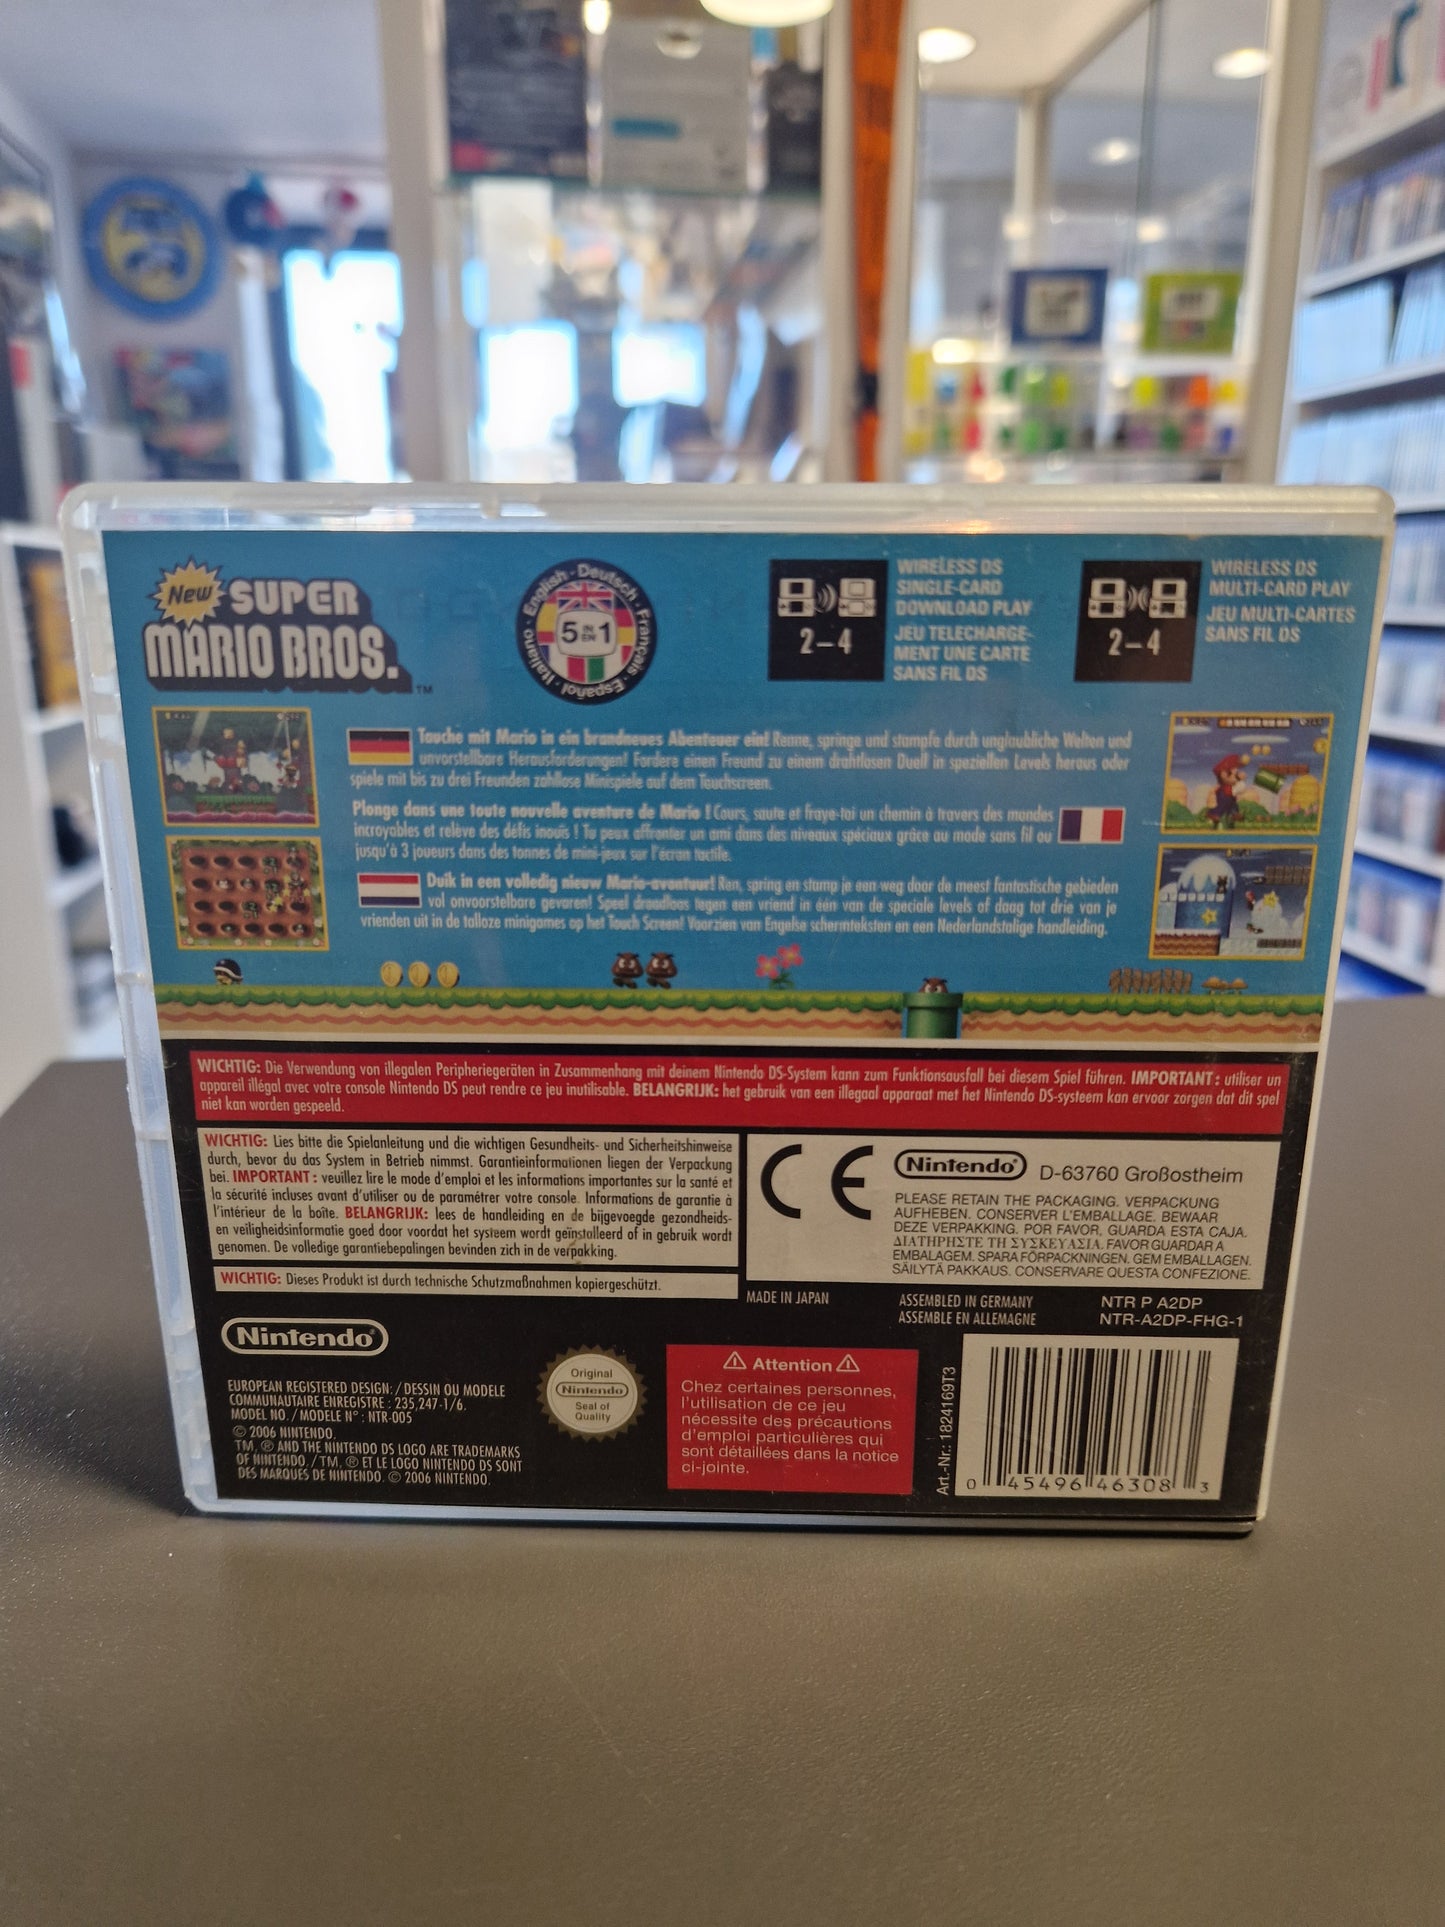 New SUPER
MARIO BROS.™
English · Deutsch · Français · Español · Italiano
5 IN EN 1
2–4
WIRELESS DS
SINGLE-CARD
DOWNLOAD PLAY
JEU TELECHARGE-
MENT UNE CARTE
SANS FIL DS
2–4
WIRELESS DS
MULTI-CARD PLAY
JEU MULTI-CARTES
SANS FIL DS
Tauche mit Mario in ein brandneues Abenteuer ein! Renne, springe und stampfe durch unglaubliche Welten und
unvorstellbare Herausforderungen! Fordere einen Freund zu einem drahtlosen Duell in speziellen Levels heraus oder
spiele mit bis zu drei Freunden zahllose Minispiele auf dem Touchscreen.
Plonge dans une toute nouvelle aventure de Mario ! Cours, saute et fraye-toi un chemin à travers des mondes
incroyables et relève des défis inouïs ! Tu peux affronter un ami dans des niveaux spéciaux grâce au mode sans fil ou
jusqu'à 3 joueurs dans des tonnes de mini-jeux sur l'écran tactile.
Duik in een volledig nieuw Mario-avontuur! Ren, spring en stamp je een weg door de meest fantastische gebieden
vol onvoorstelbare gevaren! Speel draadloos tegen een vriend in één van de speciale levels of daag tot drie van je
vrienden uit in de talloze minigames op het Touch Screen! Voorzien van Engelse schermteksten en een Nederlandstalige handleiding.
WICHTIG: Die Verwendung von illegalen Peripheriegeräten in Zusammenhang mit deinem Nintendo DS-System kann zum Funktionsausfall bei diesem Spiel führen. IMPORTANT : utiliser un
appareil illégal avec votre console Nintendo DS peut rendre ce jeu inutilisable. BELANGRIJK: het gebruik van een illegaal apparaat met het Nintendo DS-systeem kan ervoor zorgen dat dit spel
niet kan worden gespeeld.
WICHTIG: Lies bitte die Spielanleitung und die wichtigen Gesundheits- und Sicherheitshinweise
durch, bevor du das System in Betrieb nimmst. Garantieinformationen liegen der Verpackung
bei. IMPORTANT : veuillez lire le mode d'emploi et les informations importantes sur la santé et
la sécurité incluses avant d'utiliser ou de paramétrer votre console. Informations de garantie à
l'intérieur de la boîte. BELANGRIJK: lees de handleiding en de bijgevoegde gezondheids-
en veiligheidsinformatie goed door voordat het systeem wordt geïnstalleerd of in gebruik wordt
genomen. De volledige garantiebepalingen bevinden zich in de verpakking.
WICHTIG: Dieses Produkt ist durch technische Schutzmaßnahmen kopiergeschützt.
CE
Nintendo® D-63760 Großostheim
PLEASE RETAIN THE PACKAGING. VERPACKUNG
AUFHEBEN. CONSERVER L'EMBALLAGE. BEWAAR
DEZE VERPAKKING. POR FAVOR, GUARDA ESTA CAJA.
ΔΙΑΤΗΡΗΣΤΕ ΤΗ ΣΥΣΚΕΥΑΣΙΑ. FAVOR GUARDAR A
EMBALAGEM. SPARA FÖRPACKNINGEN. GEM EMBALLAGEN.
SÄILYTÄ PAKKAUS. CONSERVARE QUESTA CONFEZIONE.
MADE IN JAPAN
ASSEMBLED IN GERMANY
ASSEMBLE EN ALLEMAGNE
NTR P A2DP
NTR-A2DP-FHG-1
Nintendo®
EUROPEAN REGISTERED DESIGN: / DESSIN OU MODELE
COMMUNAUTAIRE ENREGISTRE : 235,247-1/6.
MODEL NO. / MODELE N° : NTR-005
© 2006 NINTENDO.
TM, ® AND THE NINTENDO DS LOGO ARE TRADEMARKS
OF NINTENDO. / TM, ® ET LE LOGO NINTENDO DS SONT
DES MARQUES DE NINTENDO. © 2006 NINTENDO.
Original
Nintendo
Seal of
Quality
Attention
Chez certaines personnes,
l'utilisation de ce jeu
nécessite des précautions
d'emploi particulières qui
sont détaillées dans la notice
ci-jointe.
Art.-Nr.: 1824169T3
0 45496 46308 3